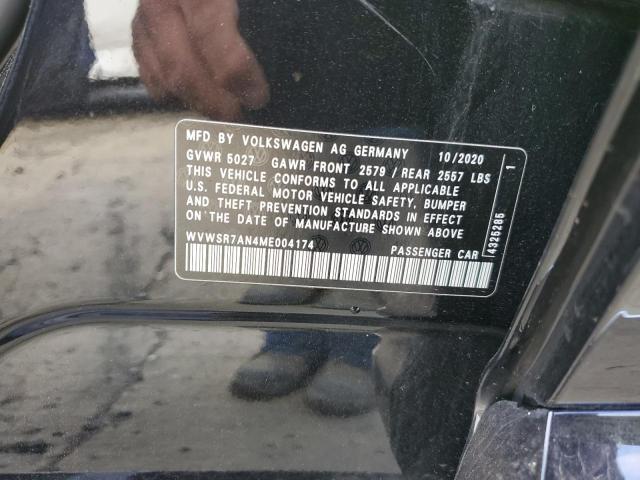 MFD BY VOLKSWAGEN AG GERMANY 10/2020
GVWR 5027 GAWR FRONT 2579 / REAR 2557 LBS
THIS VEHICLE CONFORMS TO ALL APPLICABLE
U.S. FEDERAL MOTOR VEHICLE SAFETY, BUMPER
AND THEFT PREVENTION STANDARDS IN EFFECT
ON THE DATE OF MANUFACTURE SHOWN ABOVE
WVWSR7AN4ME004174 PASSENGER CAR
4325285 1